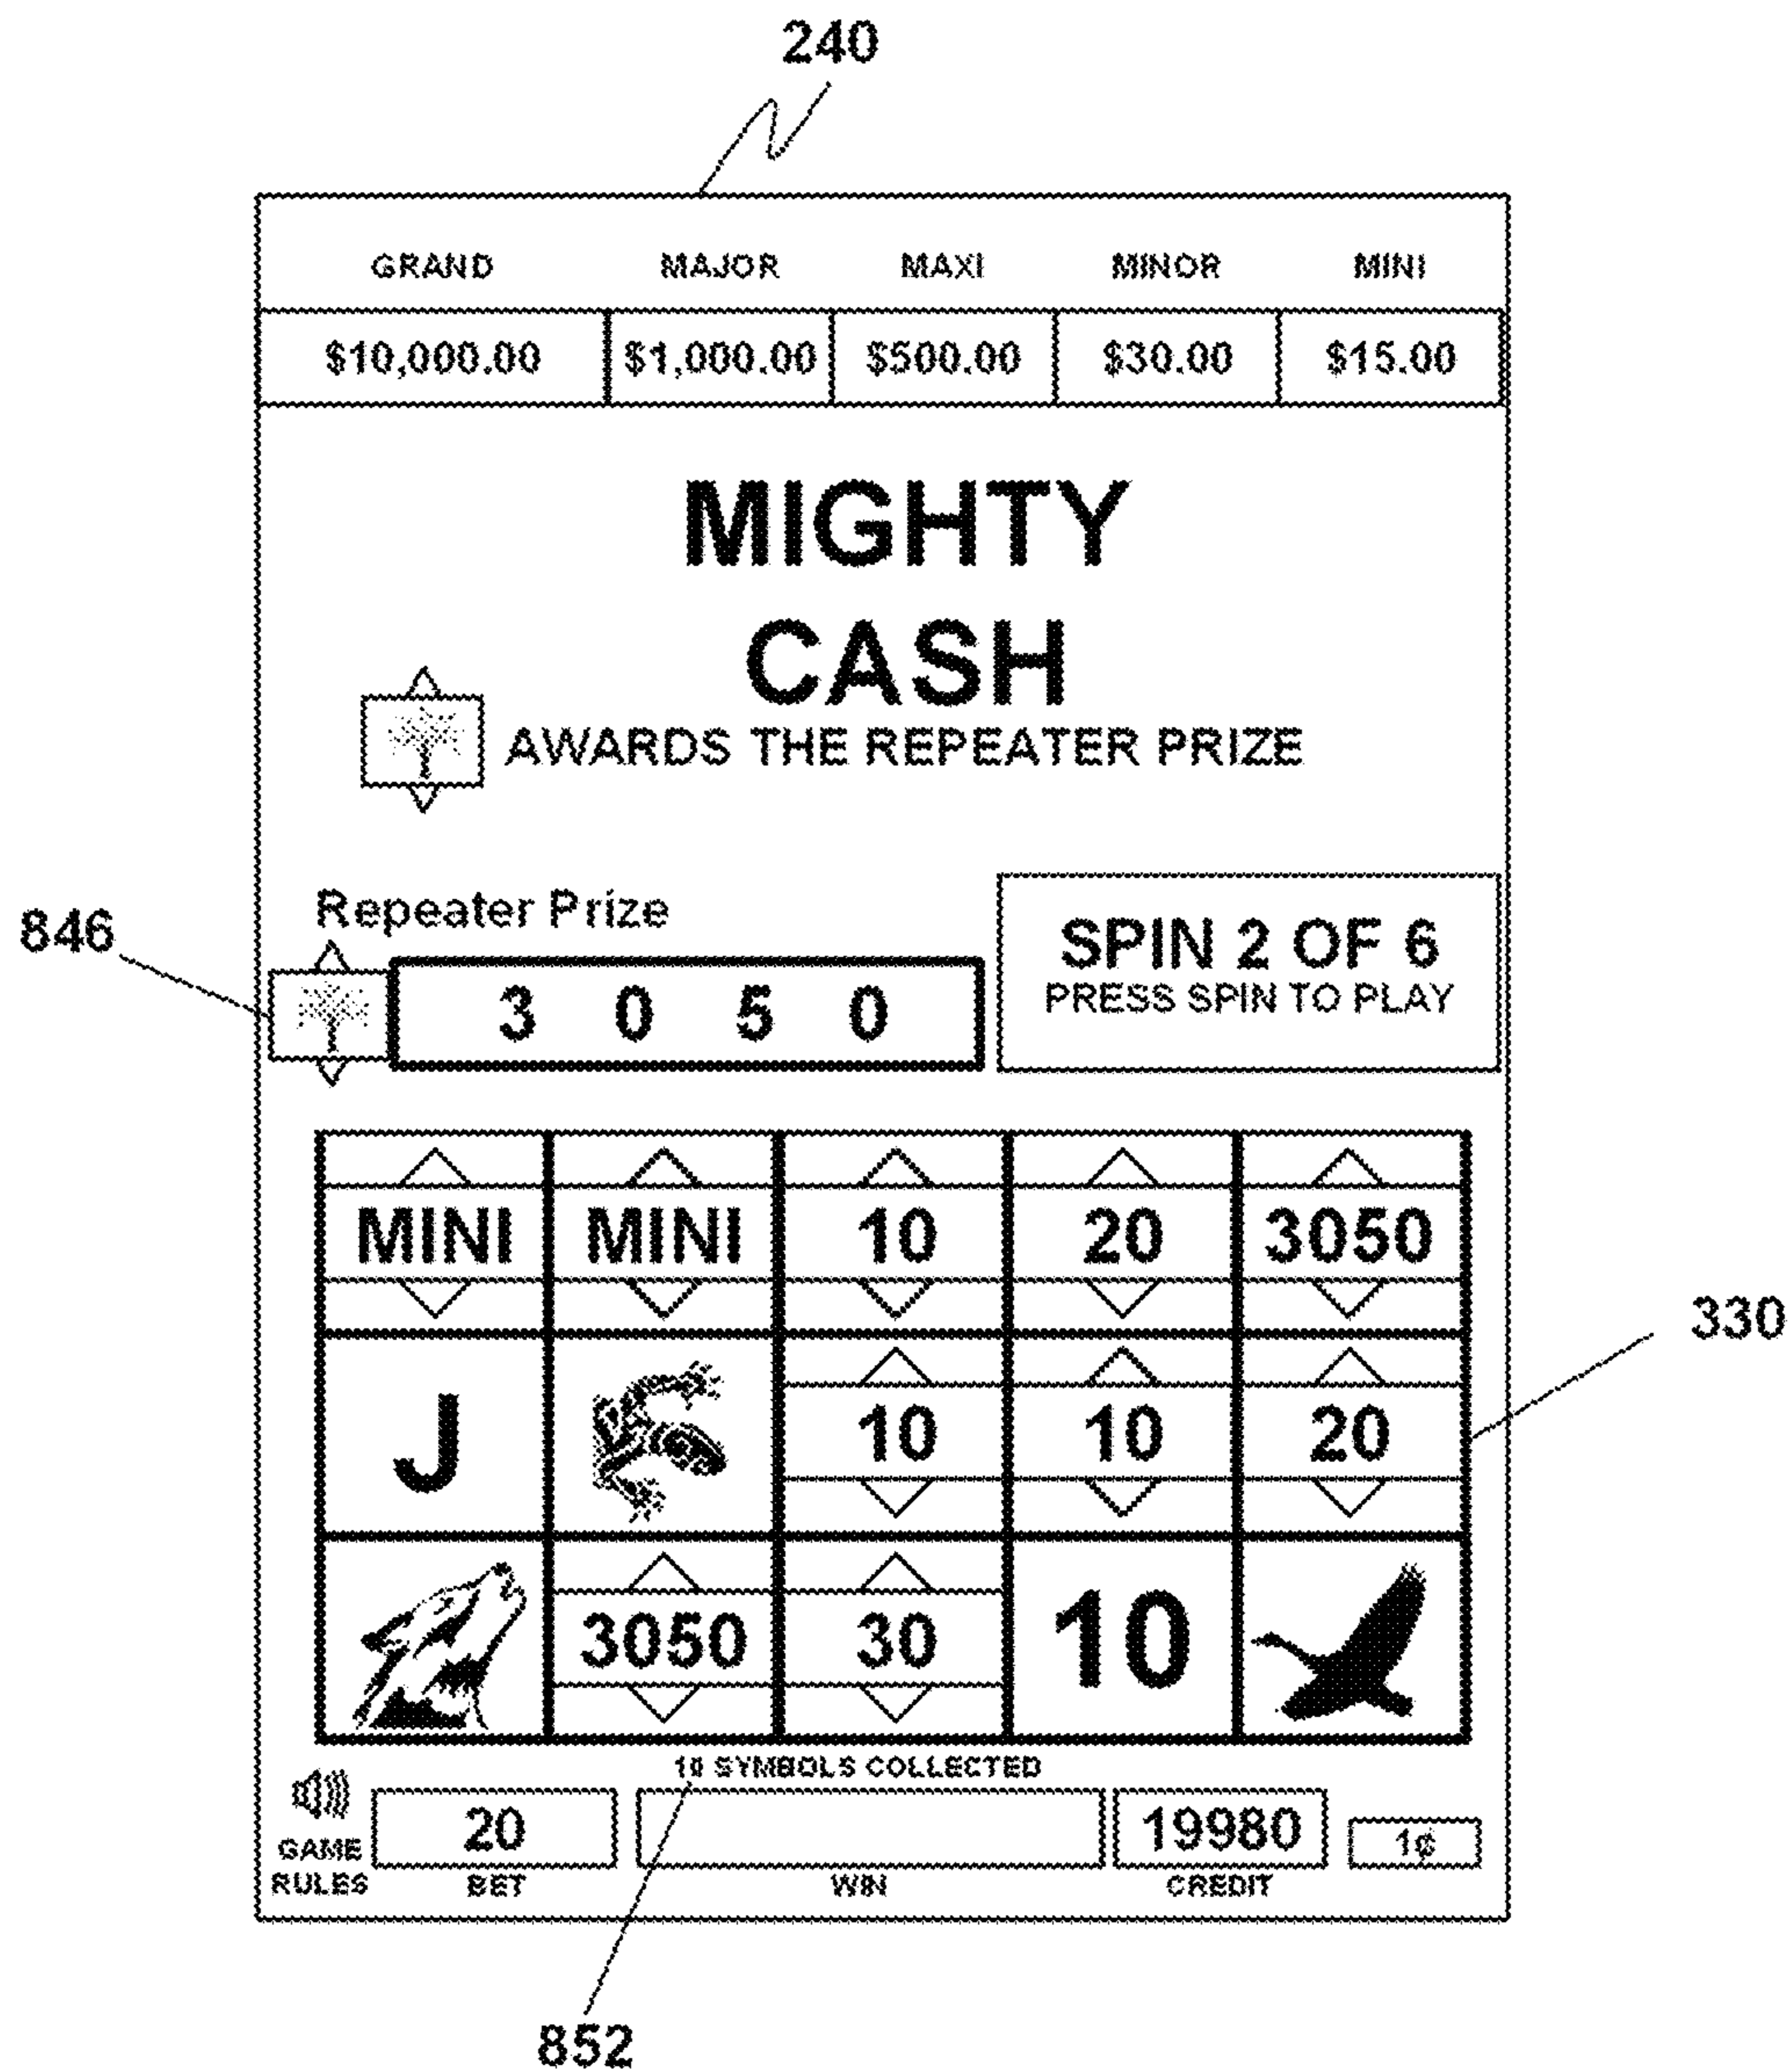 240
GRAND MAJOR MAXI MINOR MINI
$10,000.00 $1,000.00 $500.00 $30.00 $15.00
MIGHTY
CASH
AWARDS THE REPEATER PRIZE
Repeater Prize
846
3 0 5 0
SPIN 2 OF 6
PRESS SPIN TO PLAY
MINI MINI 10 20 3050
330
J 10 10 20
3050 30 10
10 SYMBOLS COLLECTED
20 19980 1¢
GAME
RULES BET WIN CREDIT
852